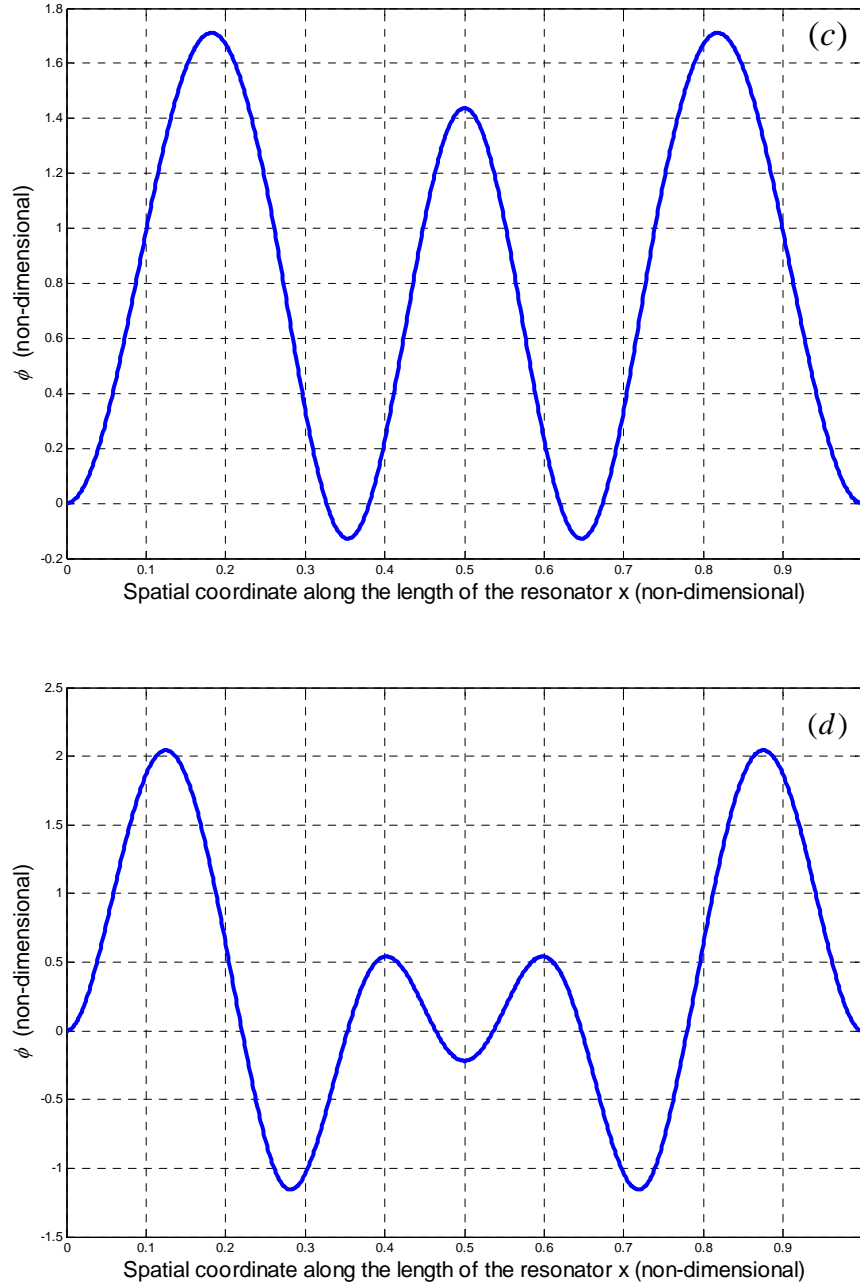 (c)
1.8
1.6
1.4
1.2
1
0.8
0.6
0.4
0.2
0
-0.2
ϕ (non-dimensional)
0 0.1 0.2 0.3 0.4 0.5 0.6 0.7 0.8 0.9
Spatial coordinate along the length of the resonator x (non-dimensional)
(d)
2.5
2
1.5
1
0.5
0
-0.5
-1
-1.5
ϕ (non-dimensional)
0 0.1 0.2 0.3 0.4 0.5 0.6 0.7 0.8 0.9
Spatial coordinate along the length of the resonator x (non-dimensional)